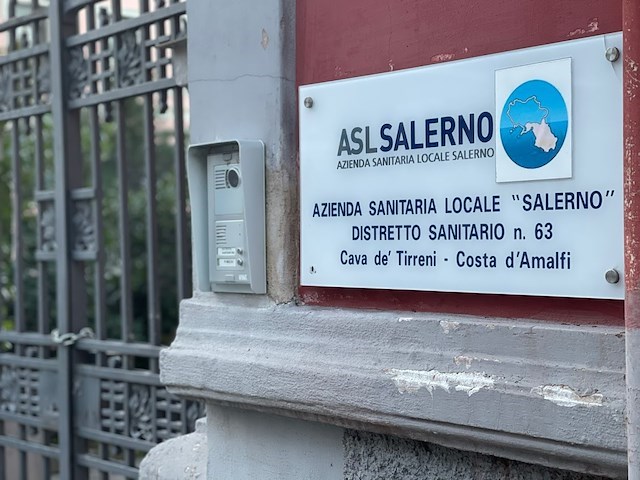 ASL SALERNO
AZIENDA SANITARIA LOCALE SALERNO
AZIENDA SANITARIA LOCALE "SALERNO"
DISTRETTO SANITARIO n. 63
Cava de' Tirreni - Costa d'Amalfi